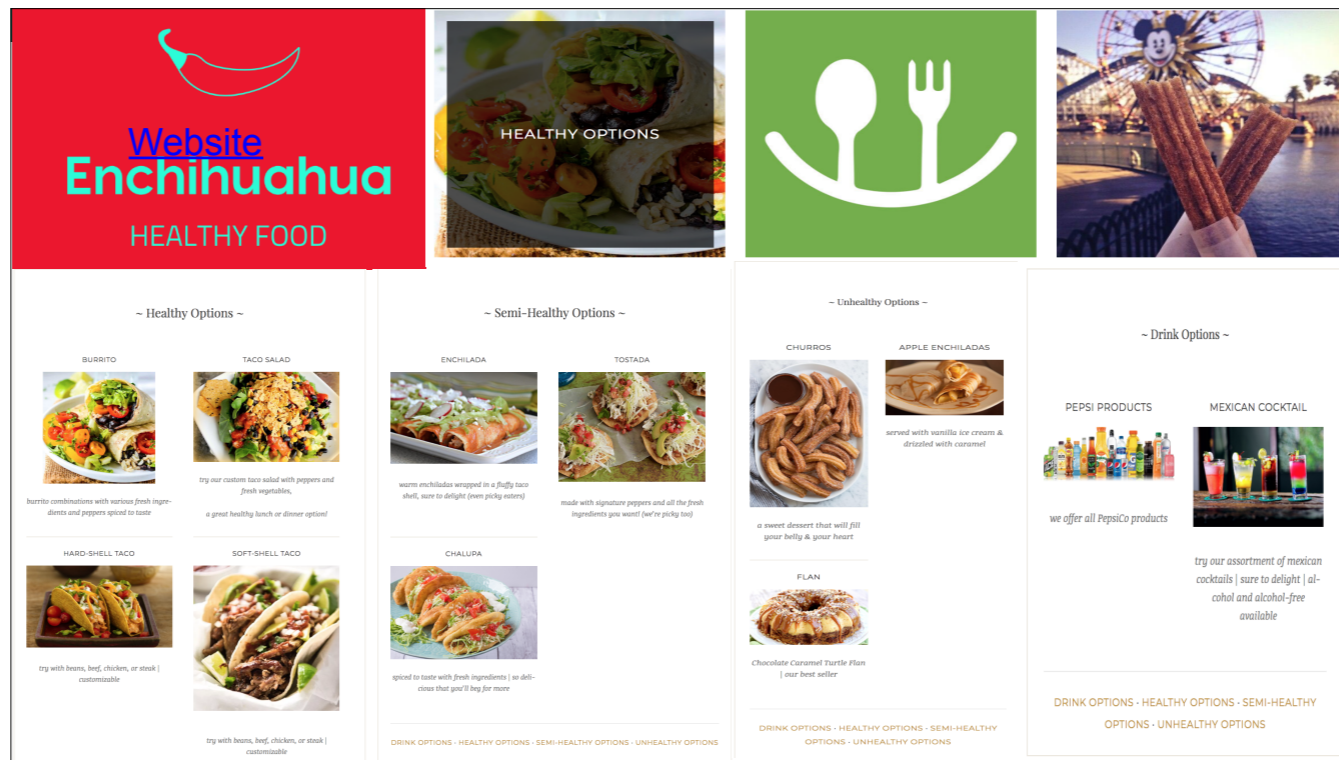 Website
Enchihuahua
HEALTHY FOOD
HEALTHY OPTIONS
~ Healthy Options ~
BURRITO
burrito combinations with various fresh ingre-
dients and peppers spiced to taste
TACO SALAD
try our custom taco salad with peppers and
fresh vegetables,
a great healthy lunch or dinner option!
HARD-SHELL TACO
try with beans, beef, chicken, or steak |
customizable
SOFT-SHELL TACO
try with beans, beef, chicken, or steak |
customizable
~ Semi-Healthy Options ~
ENCHILADA
warm enchiladas wrapped in a fluffy taco
shell, sure to delight (even picky eaters)
TOSTADA
made with signature peppers and all the fresh
ingredients you want! (we're picky too)
CHALUPA
spiced to taste with fresh ingredients | so deli-
cious that you'll beg for more
DRINK OPTIONS - HEALTHY OPTIONS - SEMI-HEALTHY OPTIONS - UNHEALTHY OPTIONS
~ Unhealthy Options ~
CHURROS
a sweet dessert that will fill
your belly & your heart
APPLE ENCHILADAS
served with vanilla ice cream &
drizzled with caramel
FLAN
Chocolate Caramel Turtle Flan
| our best seller
DRINK OPTIONS - HEALTHY OPTIONS - SEMI-HEALTHY
OPTIONS - UNHEALTHY OPTIONS
~ Drink Options ~
PEPSI PRODUCTS
we offer all PepsiCo products
MEXICAN COCKTAIL
try our assortment of mexican
cocktails | sure to delight | al-
cohol and alcohol-free
available
DRINK OPTIONS - HEALTHY OPTIONS - SEMI-HEALTHY
OPTIONS - UNHEALTHY OPTIONS